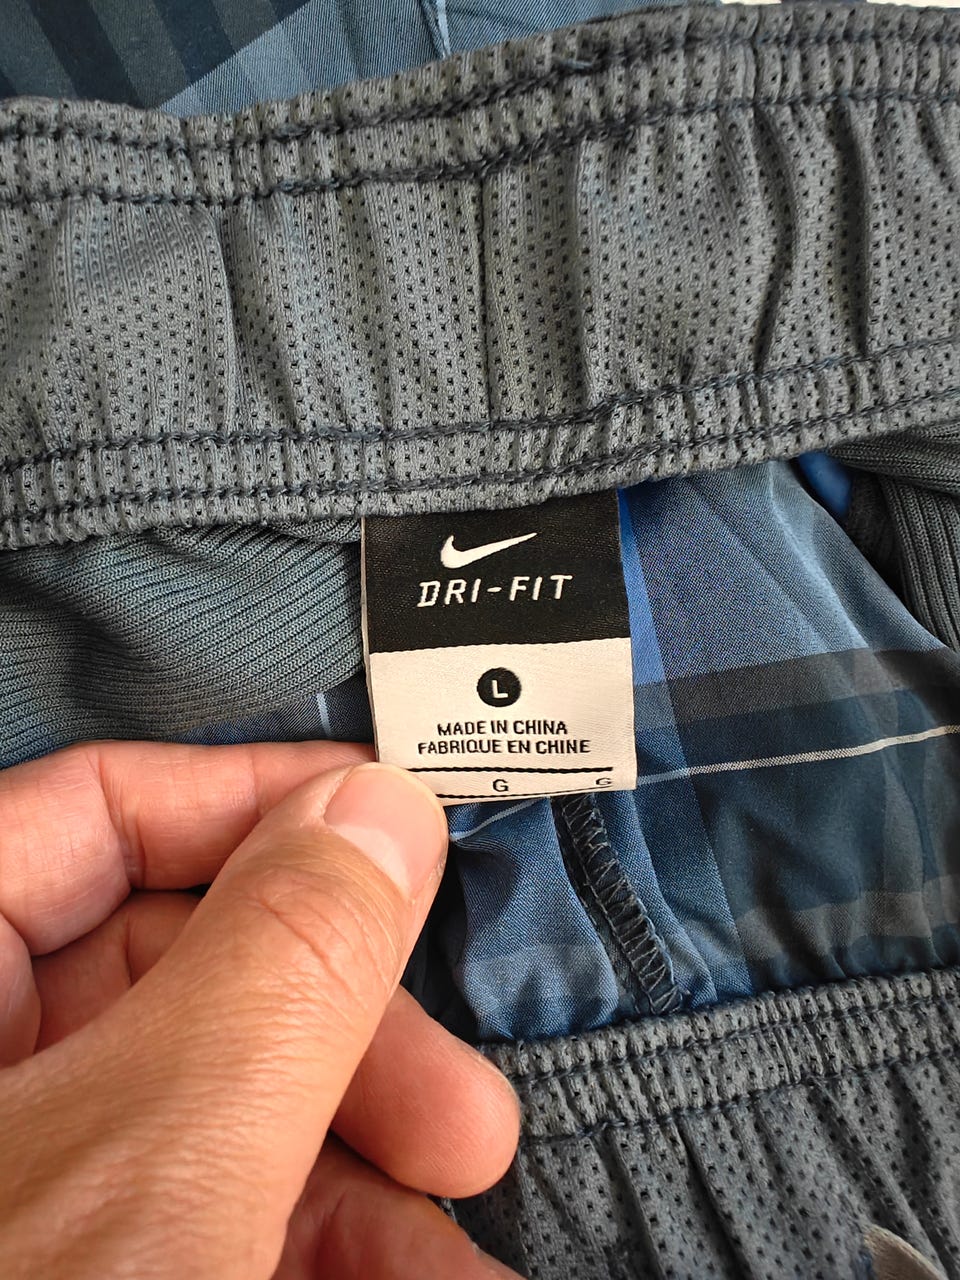 DRI-FIT
L
MADE IN CHINA
FABRIQUE EN CHINE
G G